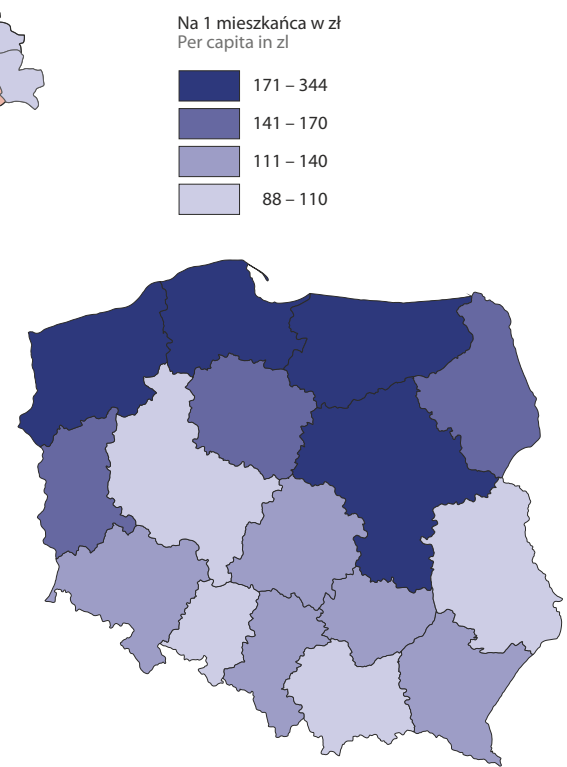 Na 1 mieszkańca w zł
Per capita in zl
171 – 344
141 – 170
111 – 140
88 – 110